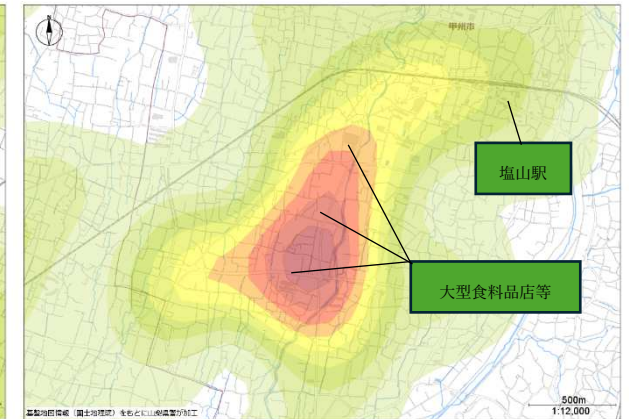 甲州市
塩山駅
大型食料品店等
500m
1:12,000
基盤地図情報(国土地理院)をもとに山梨県警が加工